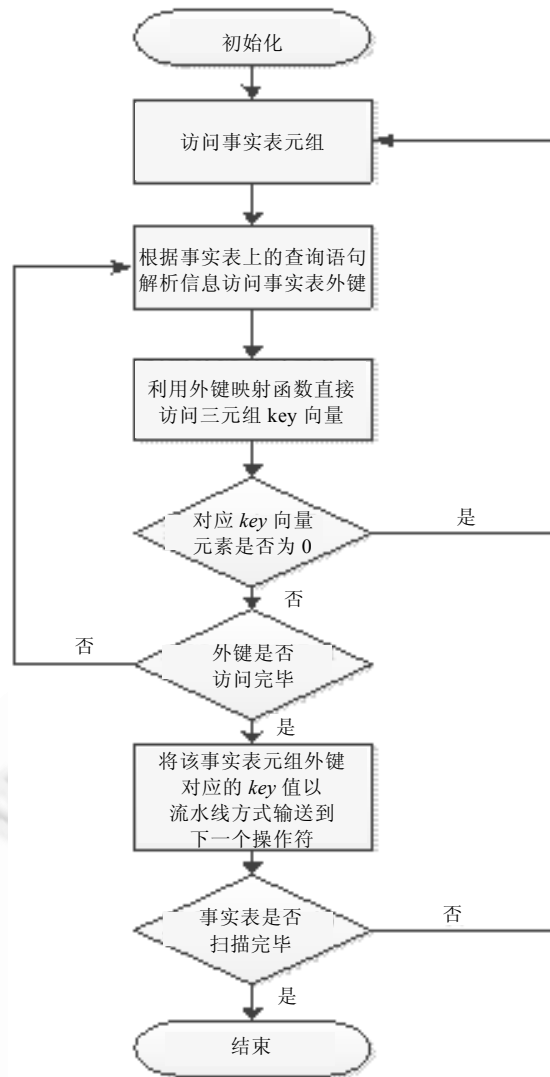 初始化
访问事实表元组
根据事实表上的查询语句
解析信息访问事实表外键
利用外键映射函数直接
访问三元组 key 向量
对应 key 向量
元素是否为 0
是
否
外键是否
访问完毕
否
是
将该事实表元组外键
对应的 key 值以
流水线方式输送到
下一个操作符
事实表是否
扫描完毕
否
是
结束